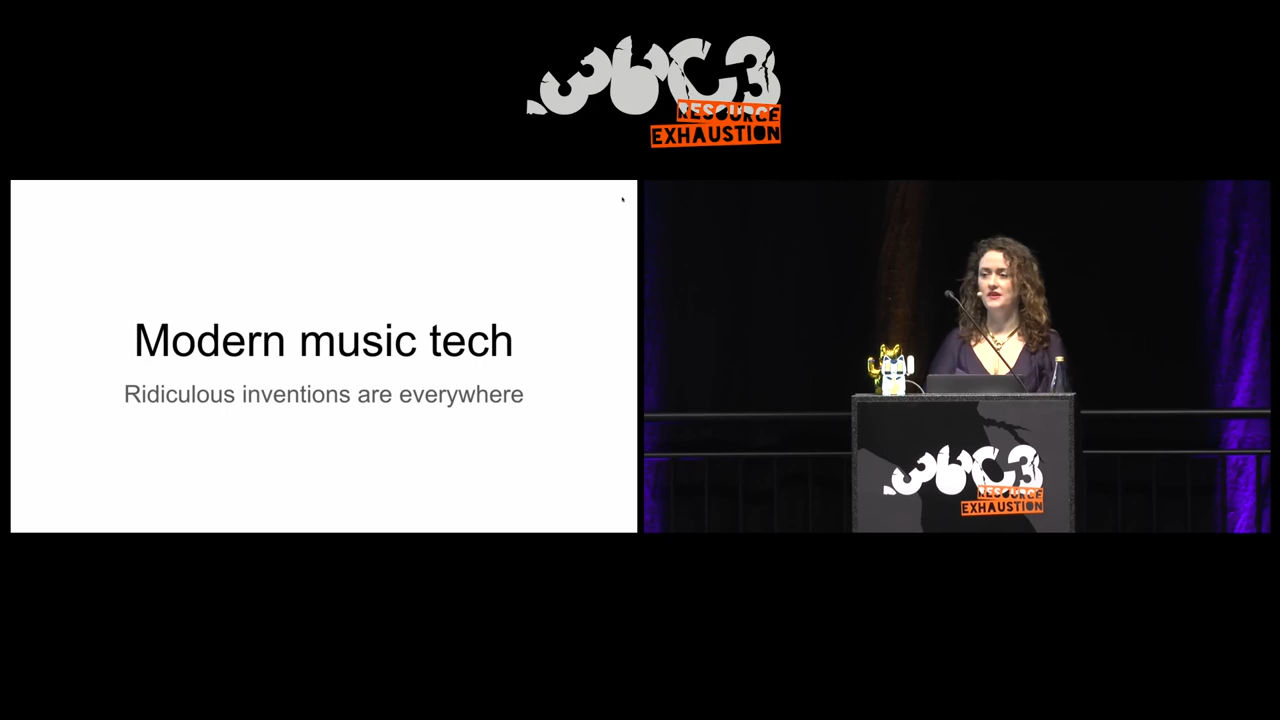 36C3
RESOURCE
EXHAUSTION
Modern music tech
Ridiculous inventions are everywhere
36C3
RESOURCE
EXHAUSTION